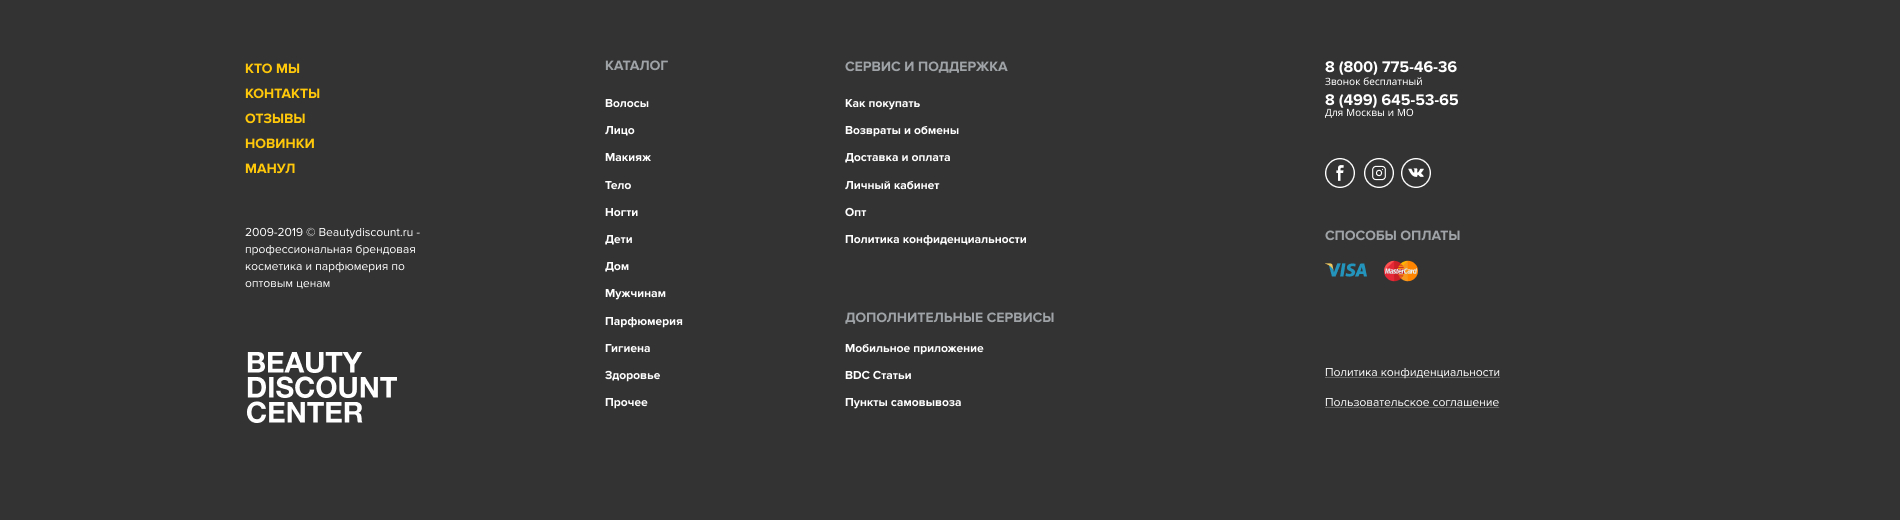 КТО МЫ
КОНТАКТЫ
ОТЗЫВЫ
НОВИНКИ
МАНУЛ
2009-2019 © Beautydiscount.ru -
профессиональная брендовая
косметика и парфюмерия по
оптовым ценам
BEAUTY
DISCOUNT
CENTER
КАТАЛОГ
Волосы
Лицо
Макияж
Тело
Ногти
Дети
Дом
Мужчинам
Парфюмерия
Гигиена
Здоровье
Прочее
СЕРВИС И ПОДДЕРЖКА
Как покупать
Возвраты и обмены
Доставка и оплата
Личный кабинет
Опт
Политика конфиденциальности
ДОПОЛНИТЕЛЬНЫЕ СЕРВИСЫ
Мобильное приложение
BDC Статьи
Пункты самовывоза
8 (800) 775-46-36
Звонок бесплатный
8 (499) 645-53-65
Для Москвы и МО
СПОСОБЫ ОПЛАТЫ
VISA MasterCard
Политика конфиденциальности
Пользовательское соглашение